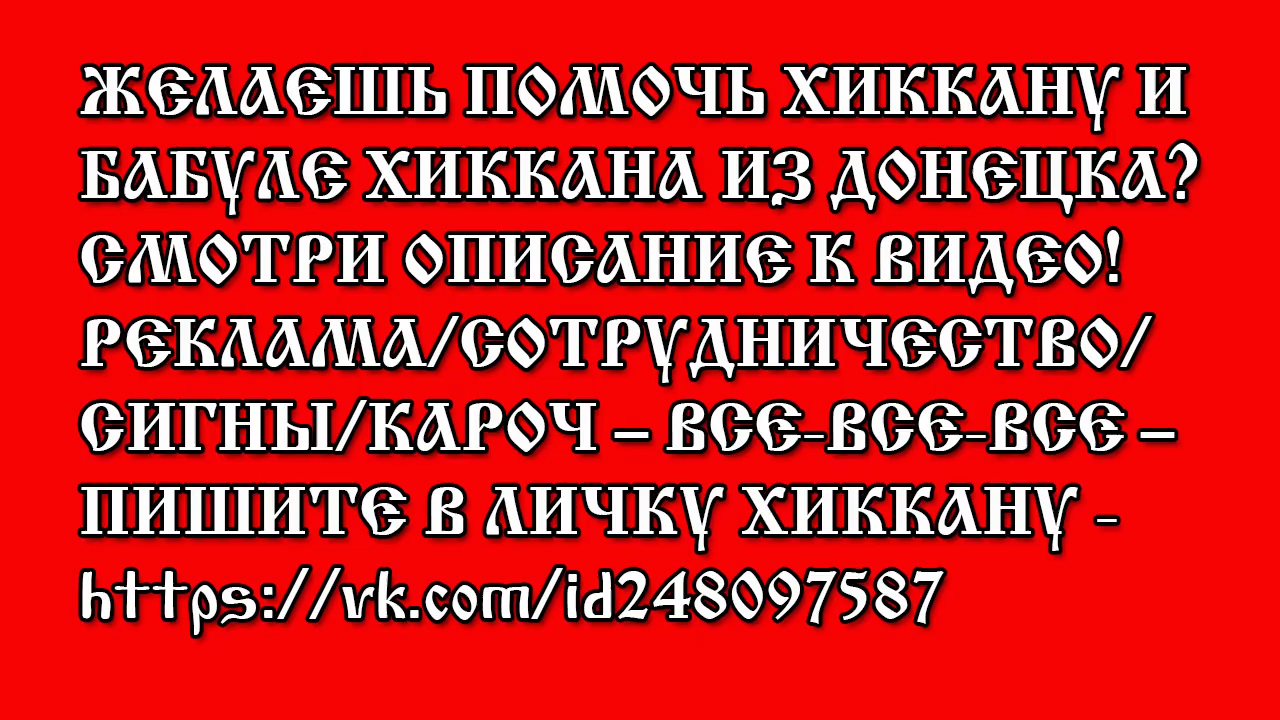 ЖЕЛАЕШЬ ПОМОЧЬ ХИККАНУ И
БАБУЛЕ ХИККАНА ИЗ ДОНЕЦКА?
СМОТРИ ОПИСАНИЕ К ВИДЕО!
РЕКЛАМА/СОТРУДНИЧЕСТВО/
СИГНЫ/КАРОЧ – ВСЕ-ВСЕ-ВСЕ –
ПИШИТЕ В ЛИЧКУ ХИККАНУ -
https://vk.com/id248097587